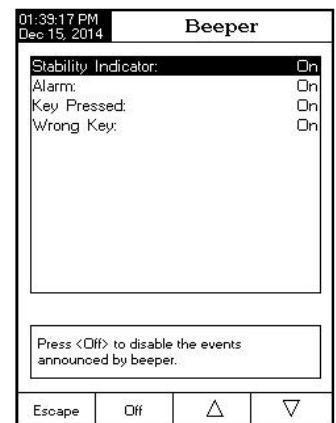 01:39:17 PM
Dec 15, 2014
Beeper
Stability Indicator: On
Alarm: On
Key Pressed: On
Wrong Key: On
Press <Off> to disable the events
announced by beeper.
Escape Off △ ▽